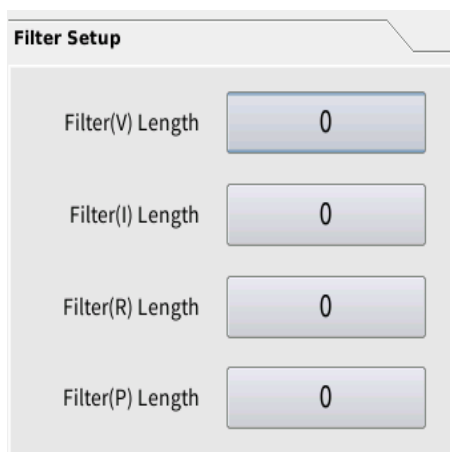 Filter Setup
Filter(V) Length 0
Filter(I) Length 0
Filter(R) Length 0
Filter(P) Length 0